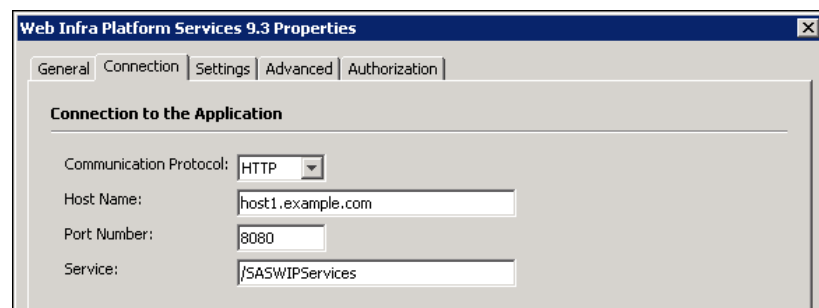 Web Infra Platform Services 9.3 Properties
General Connection Settings Advanced Authorization
Connection to the Application
Communication Protocol: HTTP
Host Name: host1.example.com
Port Number: 8080
Service: /SASWIPServices